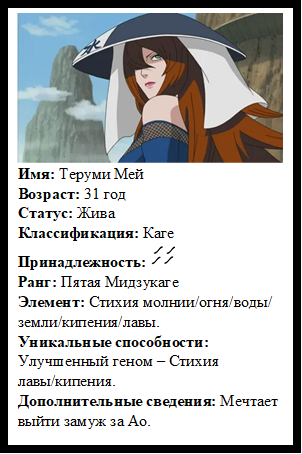 水
Имя: Теруми Мей
Возраст: 31 год
Статус: Жива
Классификация: Каге
Принадлежность:
Ранг: Пятая Мидзукаге
Элемент: Стихия молнии/огня/воды/
земли/кипения/лавы.
Уникальные способности:
Улучшенный геном – Стихия
лавы/кипения.
Дополнительные сведения: Мечтает
выйти замуж за Ао.